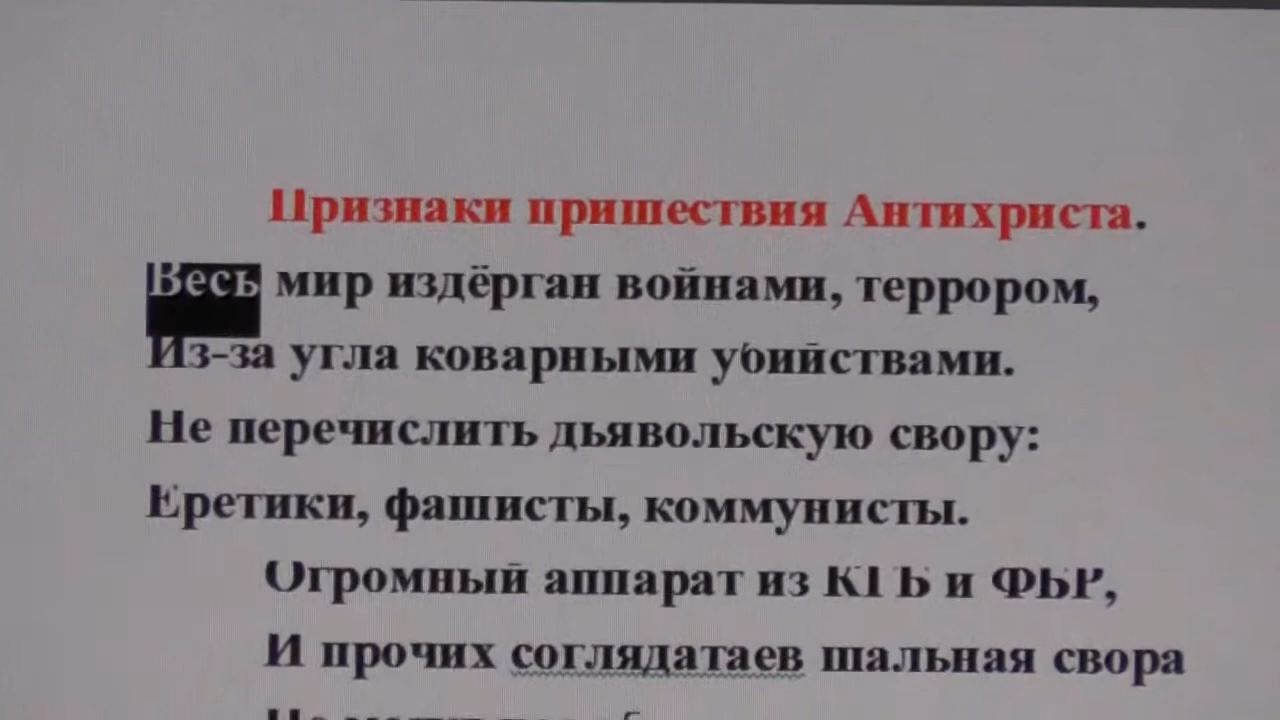 Признаки пришествия Антихриста.
Весь мир издёрган войнами, террором,
Из-за угла коварными убийствами.
Не перечислить дьявольскую свору:
Еретики, фашисты, коммунисты.
Огромный аппарат из КГБ и ФБР,
И прочих соглядатаев шальная свора